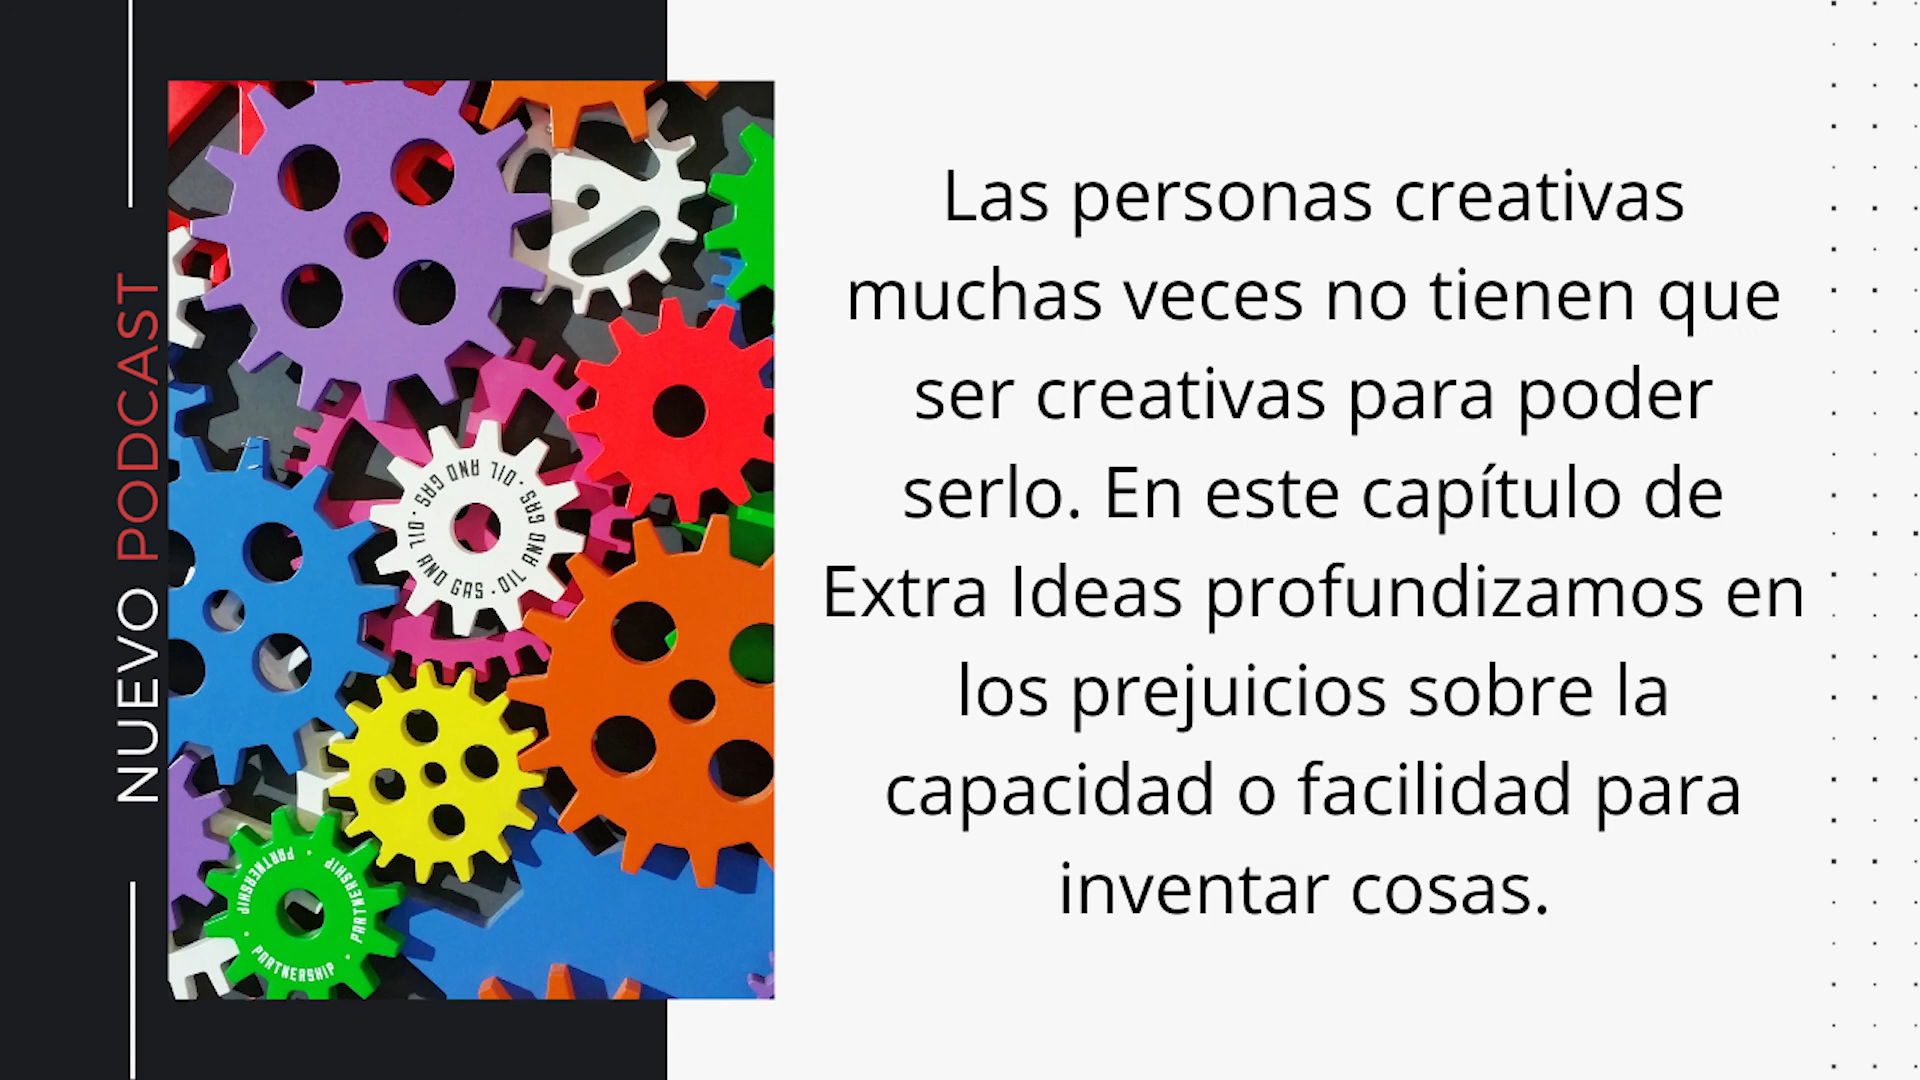 NUEVO PODCAST
Las personas creativas
muchas veces no tienen que
ser creativas para poder
serlo. En este capítulo de
Extra Ideas profundizamos en
los prejuicios sobre la
capacidad o facilidad para
inventar cosas.
OIL AND GAS · OIL AND GAS · OIL AND GAS ·
PARTNERSHIP · PARTNERSHIP · PARTNERSHIP ·